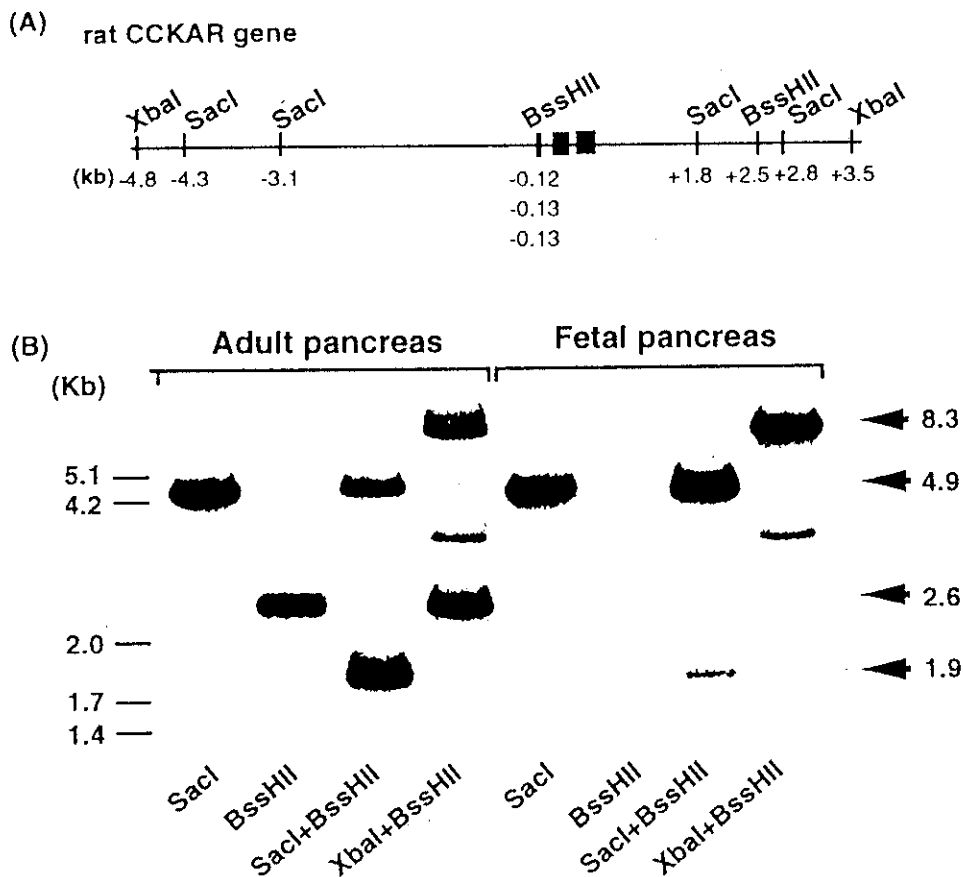 (A) rat CCKAR gene
XbaI SacI SacI BssHII SacI BssHII SacI XbaI
(kb) -4.8 -4.3 -3.1 -0.12 +1.8 +2.5 +2.8 +3.5
-0.13
-0.13
(B) Adult pancreas Fetal pancreas
(Kb)
8.3
5.1 4.9
4.2
2.6
2.0
1.9
1.7
1.4
SacI BssHII SacI+BssHII XbaI+BssHII SacI BssHII SacI+BssHII XbaI+BssHII